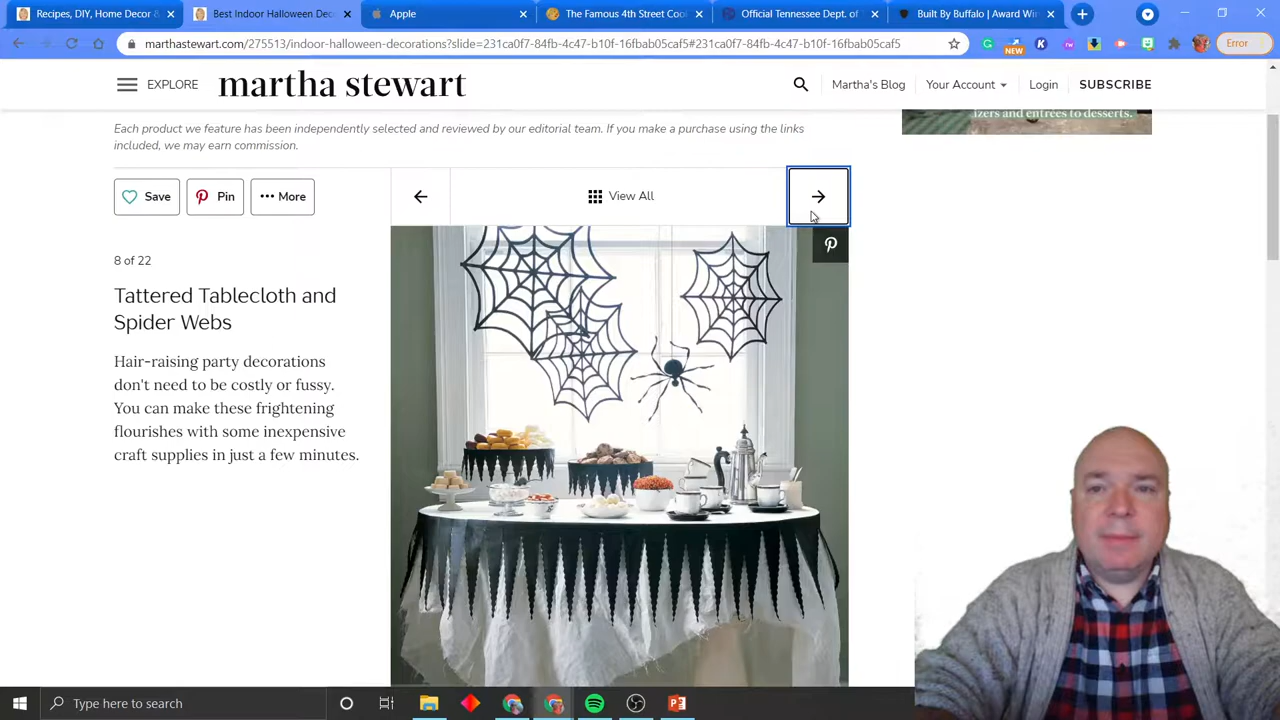 Recipes, DIY, Home Decor &
Best Indoor Halloween Dec
Apple
The Famous 4th Street Coo
Official Tennessee Dept. of T
Built By Buffalo | Award Win
marthastewart.com/275513/indoor-halloween-decorations?slide=231ca0f7-84fb-4c47-b10f-16fbab05caf5#231ca0f7-84fb-4c47-b10f-16fbab05caf5
NEW
Error
EXPLORE
martha stewart
Martha's Blog
Your Account
Login
SUBSCRIBE
izers and entrées to desserts.
Each product we feature has been independently selected and reviewed by our editorial team. If you make a purchase using the links
included, we may earn commission.
Save
Pin
More
View All
8 of 22
Tattered Tablecloth and
Spider Webs
Hair-raising party decorations
don't need to be costly or fussy.
You can make these frightening
flourishes with some inexpensive
craft supplies in just a few minutes.
Type here to search